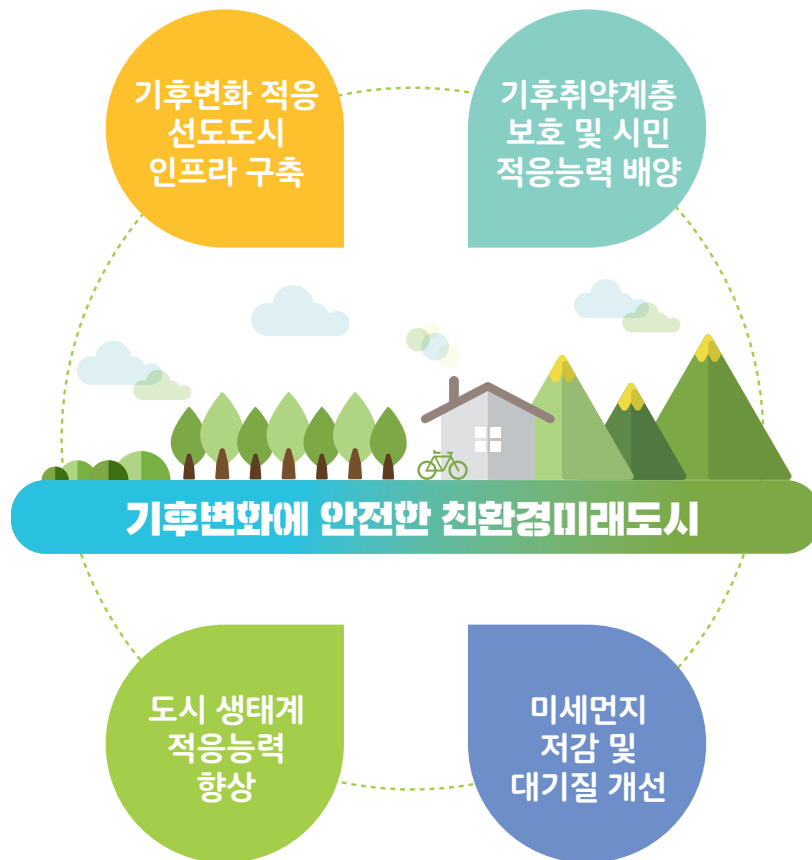 기후변화 적응
선도도시
인프라 구축
기후취약계층
보호 및 시민
적응능력 배양
기후변화에 안전한 친환경미래도시
도시 생태계
적응능력
향상
미세먼지
저감 및
대기질 개선